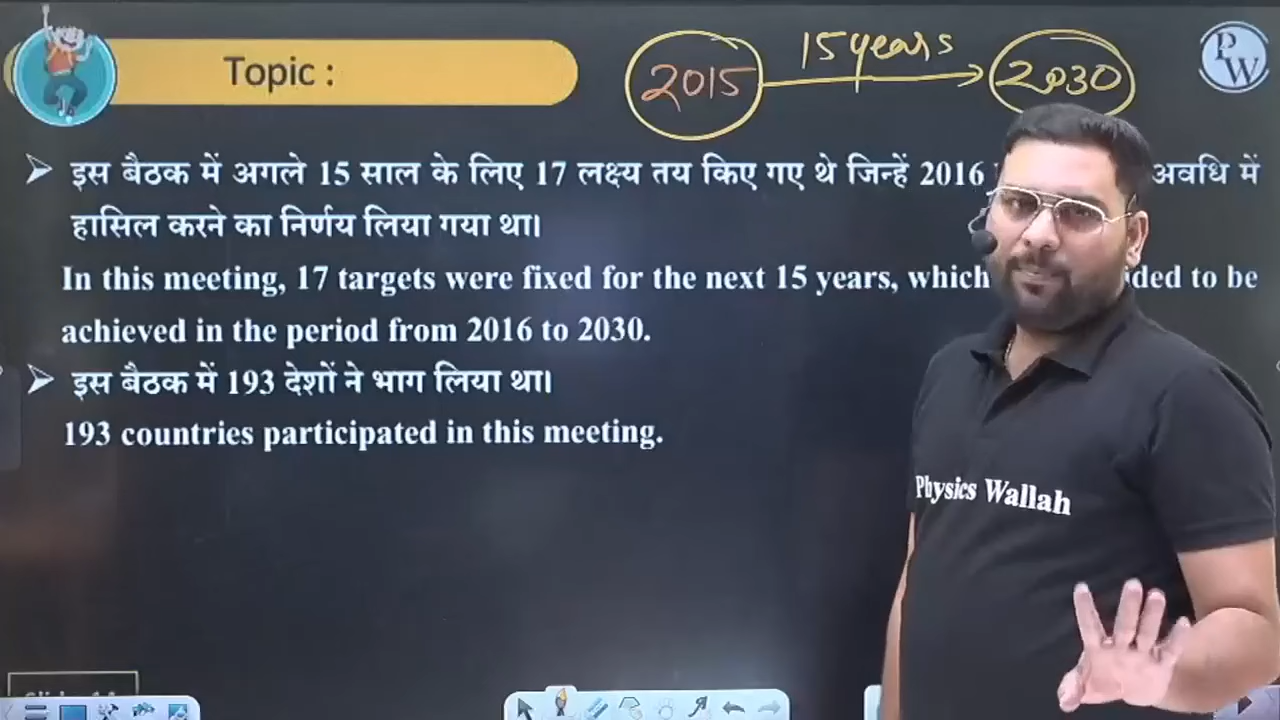 Topic :
2015 15 years 2030
PW
इस बैठक में अगले 15 साल के लिए 17 लक्ष्य तय किए गए थे जिन्हें 2016 अवधि में
हासिल करने का निर्णय लिया गया था।
In this meeting, 17 targets were fixed for the next 15 years, which ided to be
achieved in the period from 2016 to 2030.
इस बैठक में 193 देशों ने भाग लिया था।
193 countries participated in this meeting.
Physics Wallah